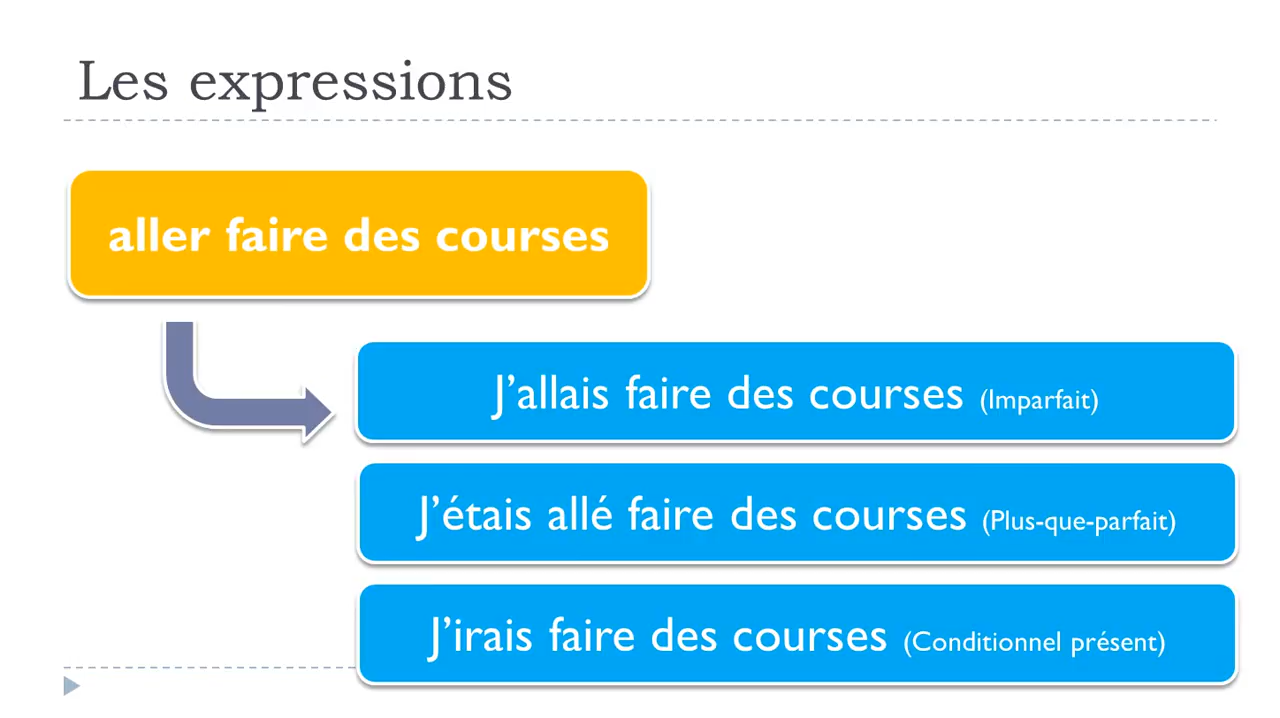 Les expressions
aller faire des courses
J’allais faire des courses (Imparfait)
J’étais allé faire des courses (Plus-que-parfait)
J’irais faire des courses (Conditionnel présent)